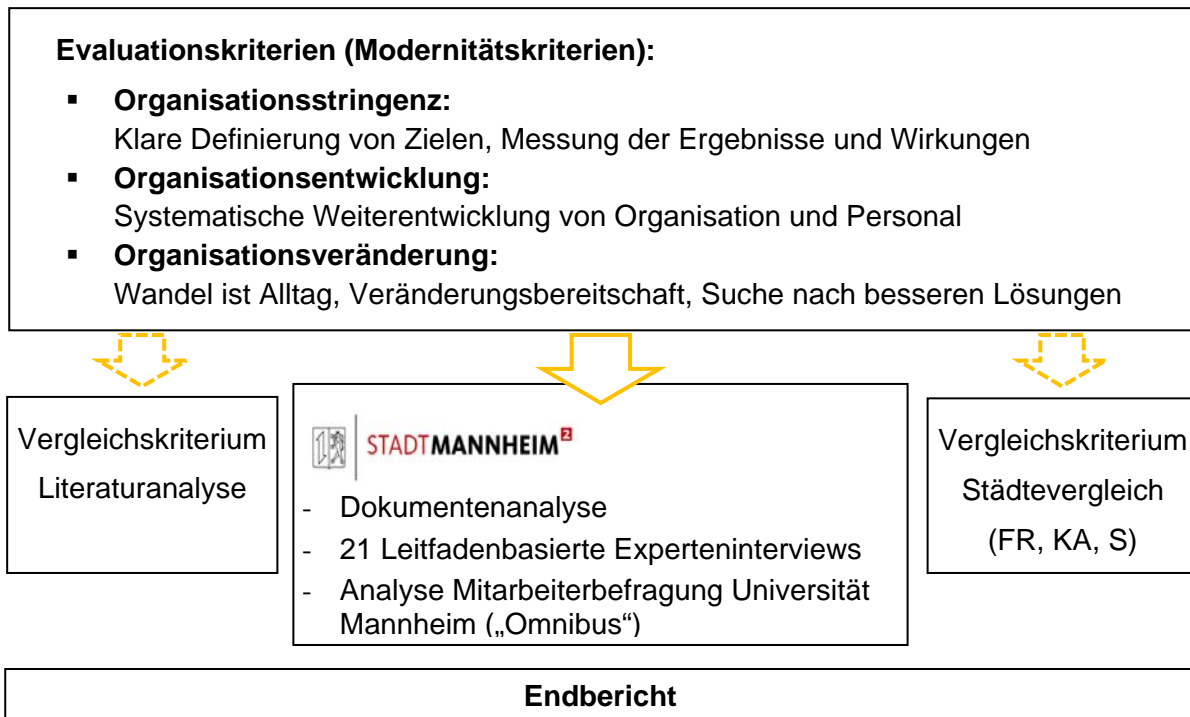 Evaluationskriterien (Modernitätskriterien):
▪ Organisationsstringenz:
Klare Definierung von Zielen, Messung der Ergebnisse und Wirkungen
▪ Organisationsentwicklung:
Systematische Weiterentwicklung von Organisation und Personal
▪ Organisationsveränderung:
Wandel ist Alltag, Veränderungsbereitschaft, Suche nach besseren Lösungen
Vergleichskriterium
Literaturanalyse
STADTMANNHEIM²
- Dokumentenanalyse
- 21 Leitfadenbasierte Experteninterviews
- Analyse Mitarbeiterbefragung Universität
Mannheim („Omnibus“)
Vergleichskriterium
Städtevergleich
(FR, KA, S)
Endbericht